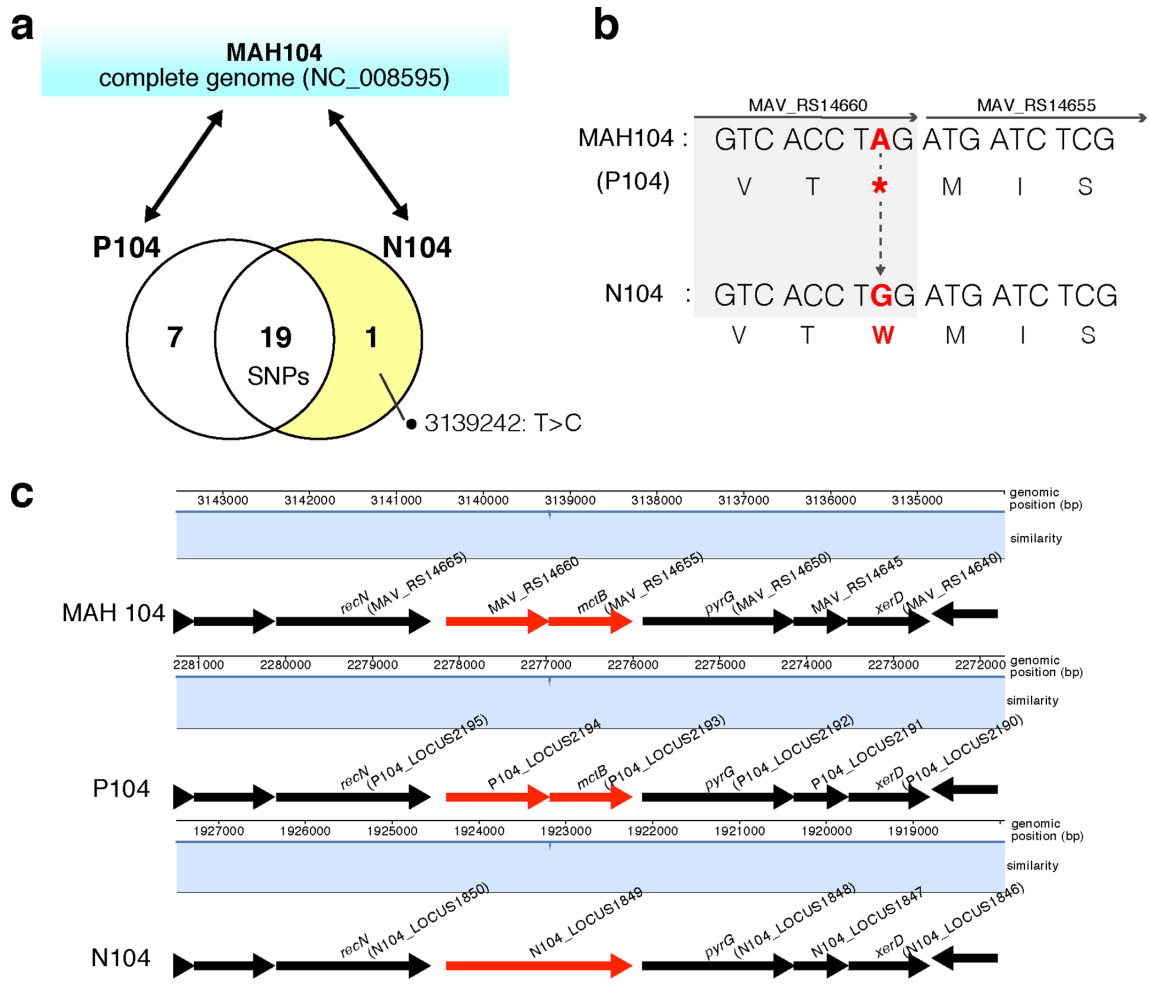 a
MAH104
complete genome (NC_008595)
P104
N104
7
19
1
SNPs
3139242: T>C
b
MAV_RS14660 MAV_RS14655
MAH104 : GTC ACC TAG ATG ATC TCG
(P104) V T * M I S
N104 : GTC ACC TGG ATG ATC TCG
V T W M I S
c
3143000 3142000 3141000 3140000 3139000 3138000 3137000 3136000 3135000
genomic
position (bp)
similarity
recN (MAV_RS14665) MAV_RS14660 mctB (MAV_RS14655) pyrG (MAV_RS14650) MAV_RS14645 xerD (MAV_RS14640)
MAH 104
2281000 2280000 2279000 2278000 2277000 2276000 2275000 2274000 2273000 2272000
genomic
position (bp)
similarity
recN (P104_LOCUS2195) P104_LOCUS2194 mctB (P104_LOCUS2193) pyrG (P104_LOCUS2192) P104_LOCUS2191 xerD (P104_LOCUS2190)
P104
1927000 1926000 1925000 1924000 1923000 1922000 1921000 1920000 1919000
genomic
position (bp)
similarity
recN (N104_LOCUS1850) N104_LOCUS1849 pyrG (N104_LOCUS1848) N104_LOCUS1847 xerD (N104_LOCUS1846)
N104